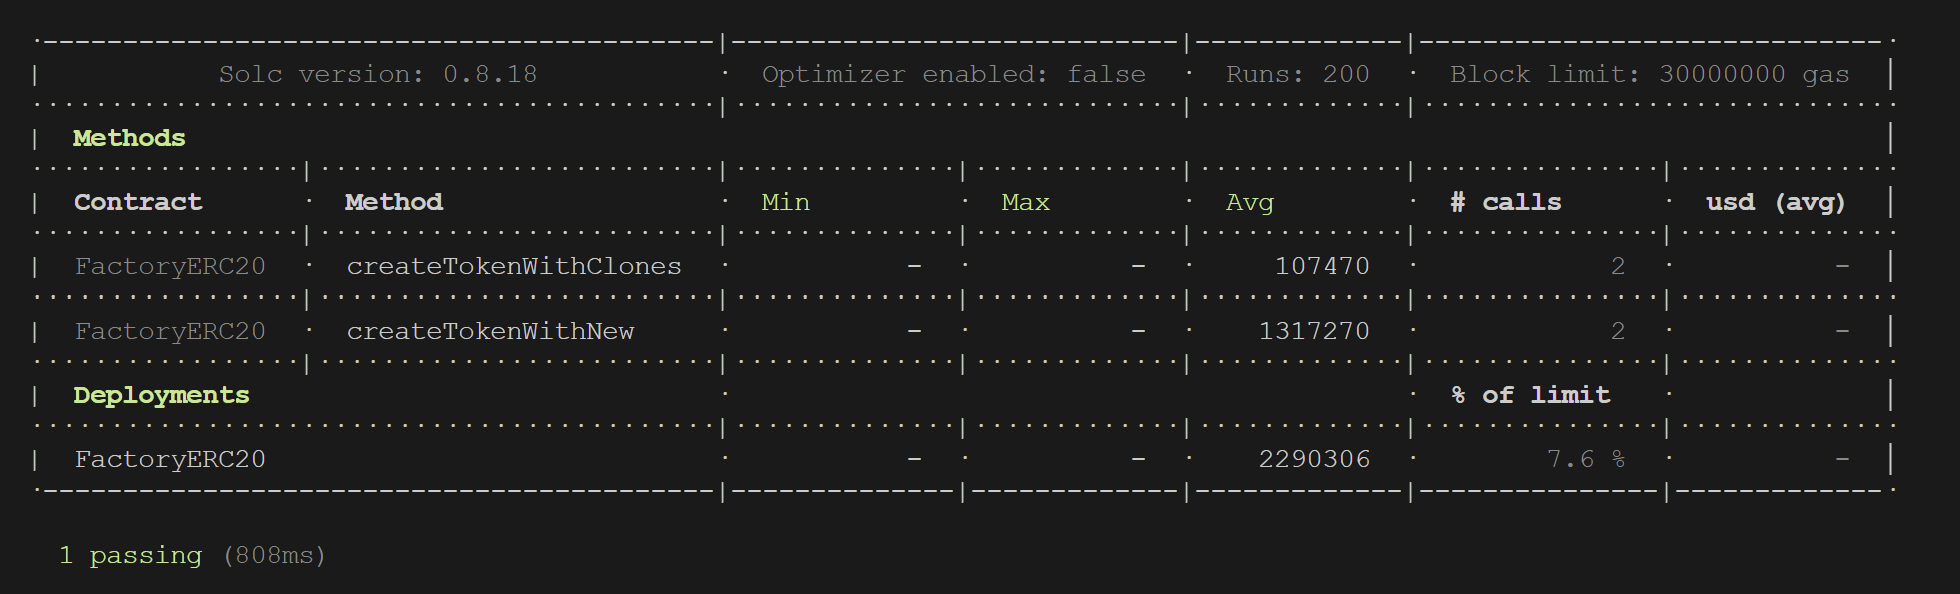 Solc version: 0.8.18 · Optimizer enabled: false · Runs: 200 · Block limit: 30000000 gas
Methods
Contract · Method · Min · Max · Avg · # calls · usd (avg)
FactoryERC20 · createTokenWithClones · - · - · 107470 · 2 · -
FactoryERC20 · createTokenWithNew · - · - · 1317270 · 2 · -
Deployments · · % of limit ·
FactoryERC20 · - · - · 2290306 · 7.6 % · -
1 passing (808ms)